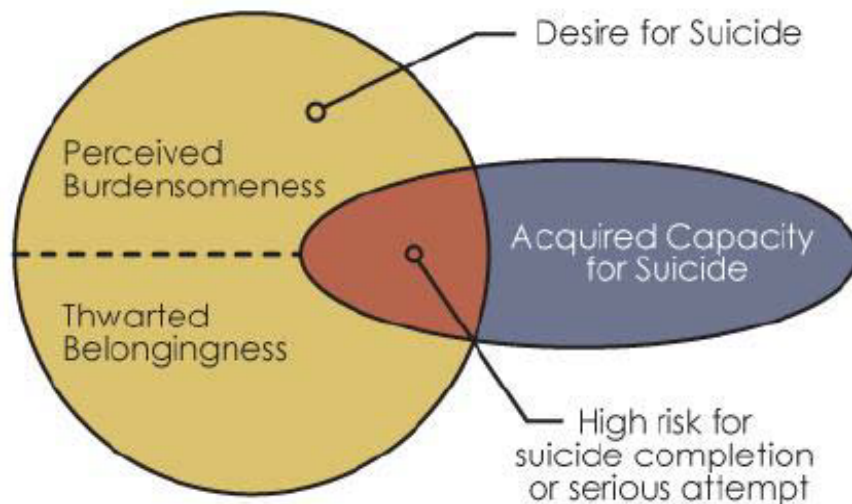 Desire for Suicide
Perceived
Burdensomeness
Acquired Capacity
for Suicide
Thwarted
Belongingness
High risk for
suicide completion
or serious attempt